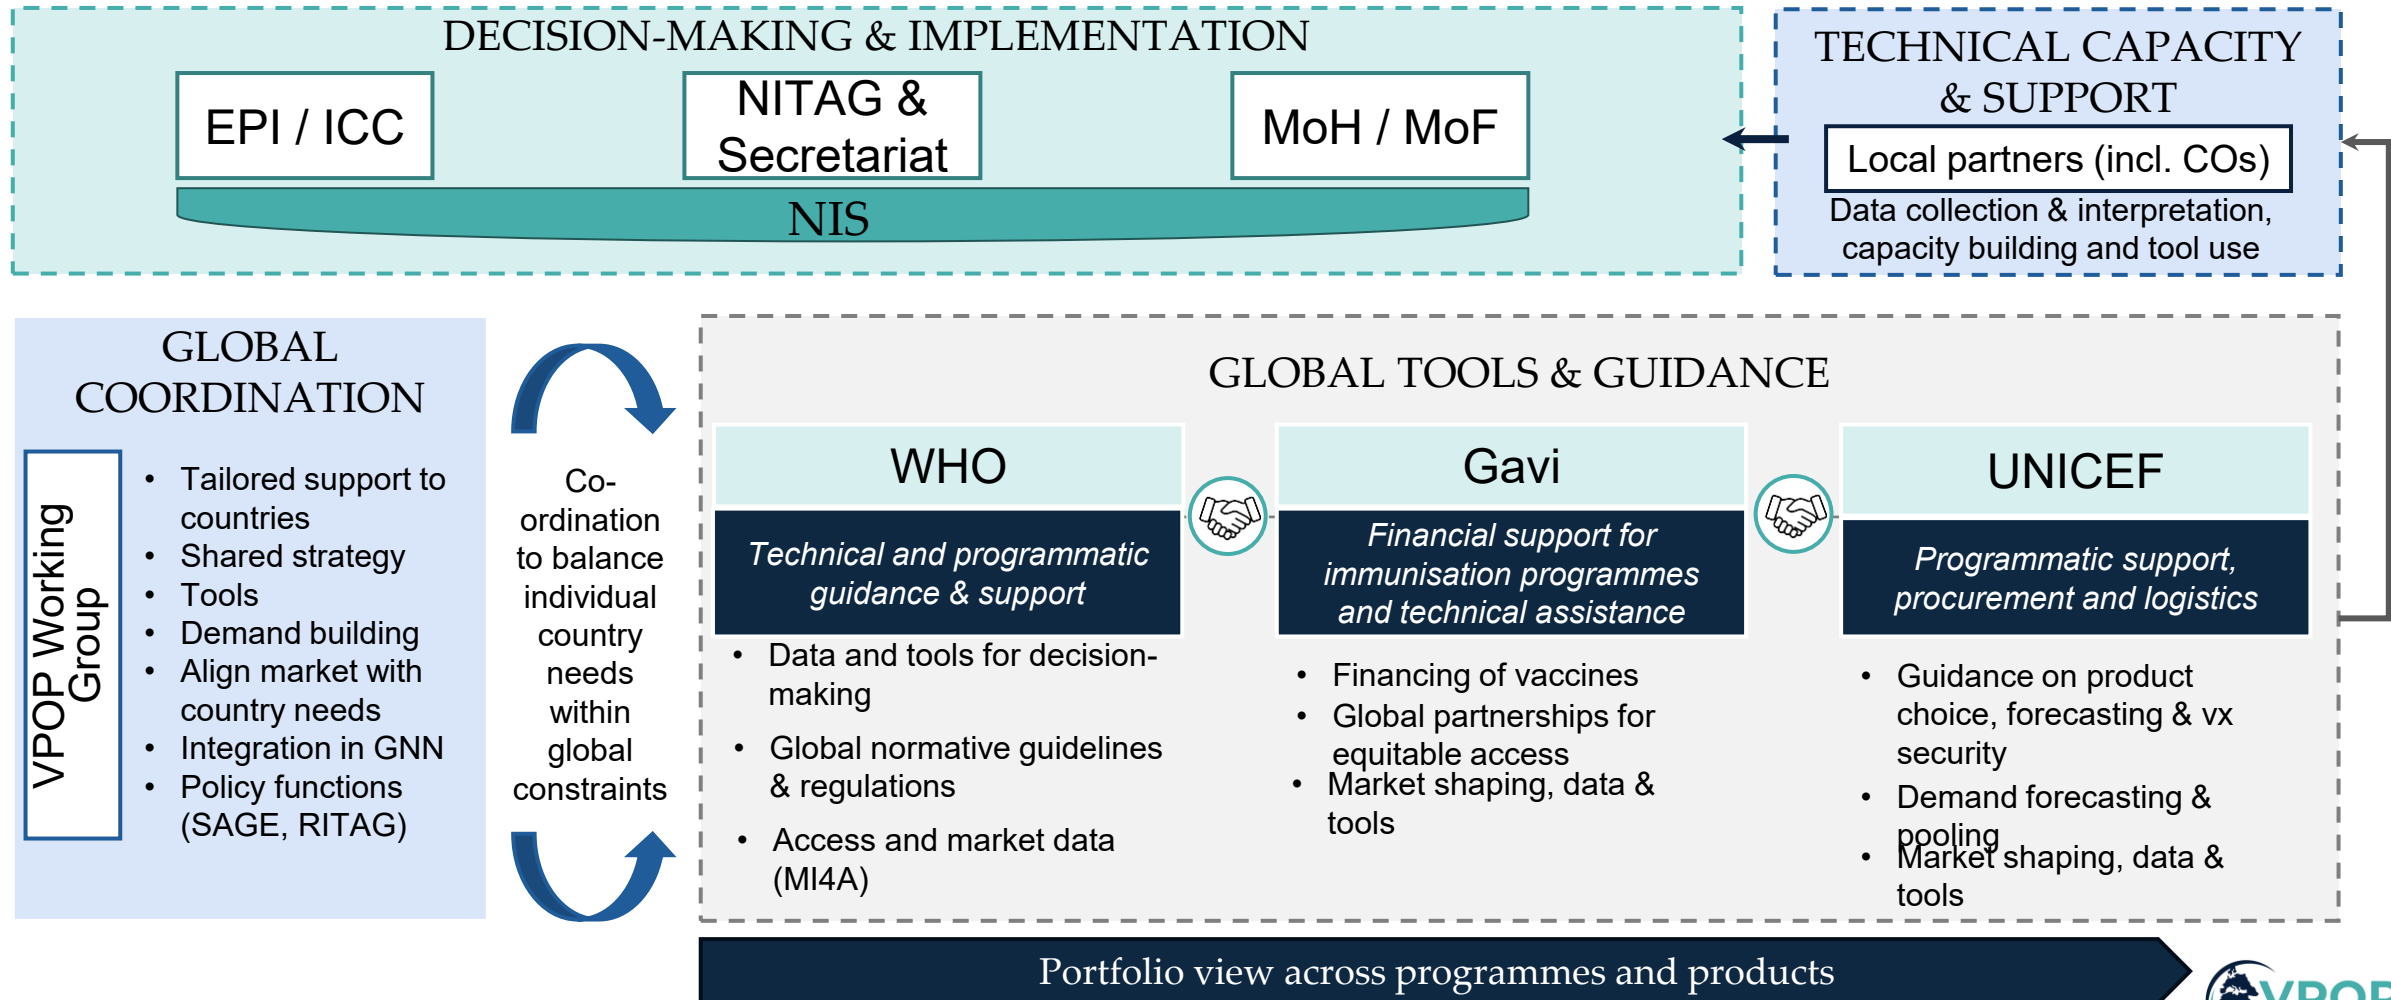 DECISION-MAKING & IMPLEMENTATION
EPI / ICC
NITAG &
Secretariat
MoH / MoF
NIS
TECHNICAL CAPACITY
& SUPPORT
Local partners (incl. COs)
Data collection & interpretation,
capacity building and tool use
GLOBAL
COORDINATION
VPOP Working
Group
• Tailored support to
countries
• Shared strategy
• Tools
• Demand building
• Align market with
country needs
• Integration in GNN
• Policy functions
(SAGE, RITAG)
Co-
ordination
to balance
individual
country
needs
within
global
constraints
GLOBAL TOOLS & GUIDANCE
WHO
Technical and programmatic
guidance & support
• Data and tools for decision-
making
• Global normative guidelines
& regulations
• Access and market data
(MI4A)
Gavi
Financial support for
immunisation programmes
and technical assistance
• Financing of vaccines
• Global partnerships for
equitable access
• Market shaping, data &
tools
UNICEF
Programmatic support,
procurement and logistics
• Guidance on product
choice, forecasting & vx
security
• Demand forecasting &
pooling
• Market shaping, data &
tools
Portfolio view across programmes and products
VPOP